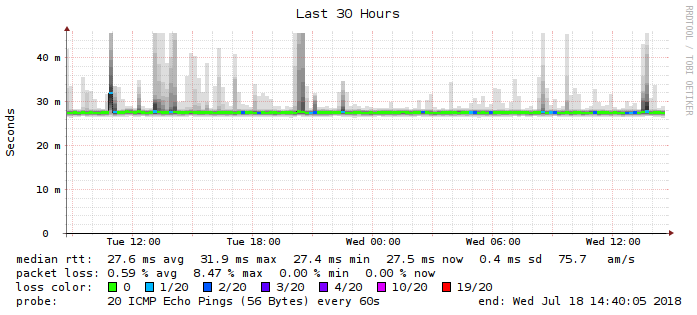 Last 30 Hours
RRDTOOL / TOBI OETIKER
Seconds
40 m
30 m
20 m
10 m
0
Tue 12:00 Tue 18:00 Wed 00:00 Wed 06:00 Wed 12:00
median rtt: 27.6 ms avg 31.9 ms max 27.4 ms min 27.5 ms now 0.4 ms sd 75.7 am/s
packet loss: 0.59 % avg 8.47 % max 0.00 % min 0.00 % now
loss color: 0 1/20 2/20 3/20 4/20 10/20 19/20
probe: 20 ICMP Echo Pings (56 Bytes) every 60s end: Wed Jul 18 14:40:05 2018